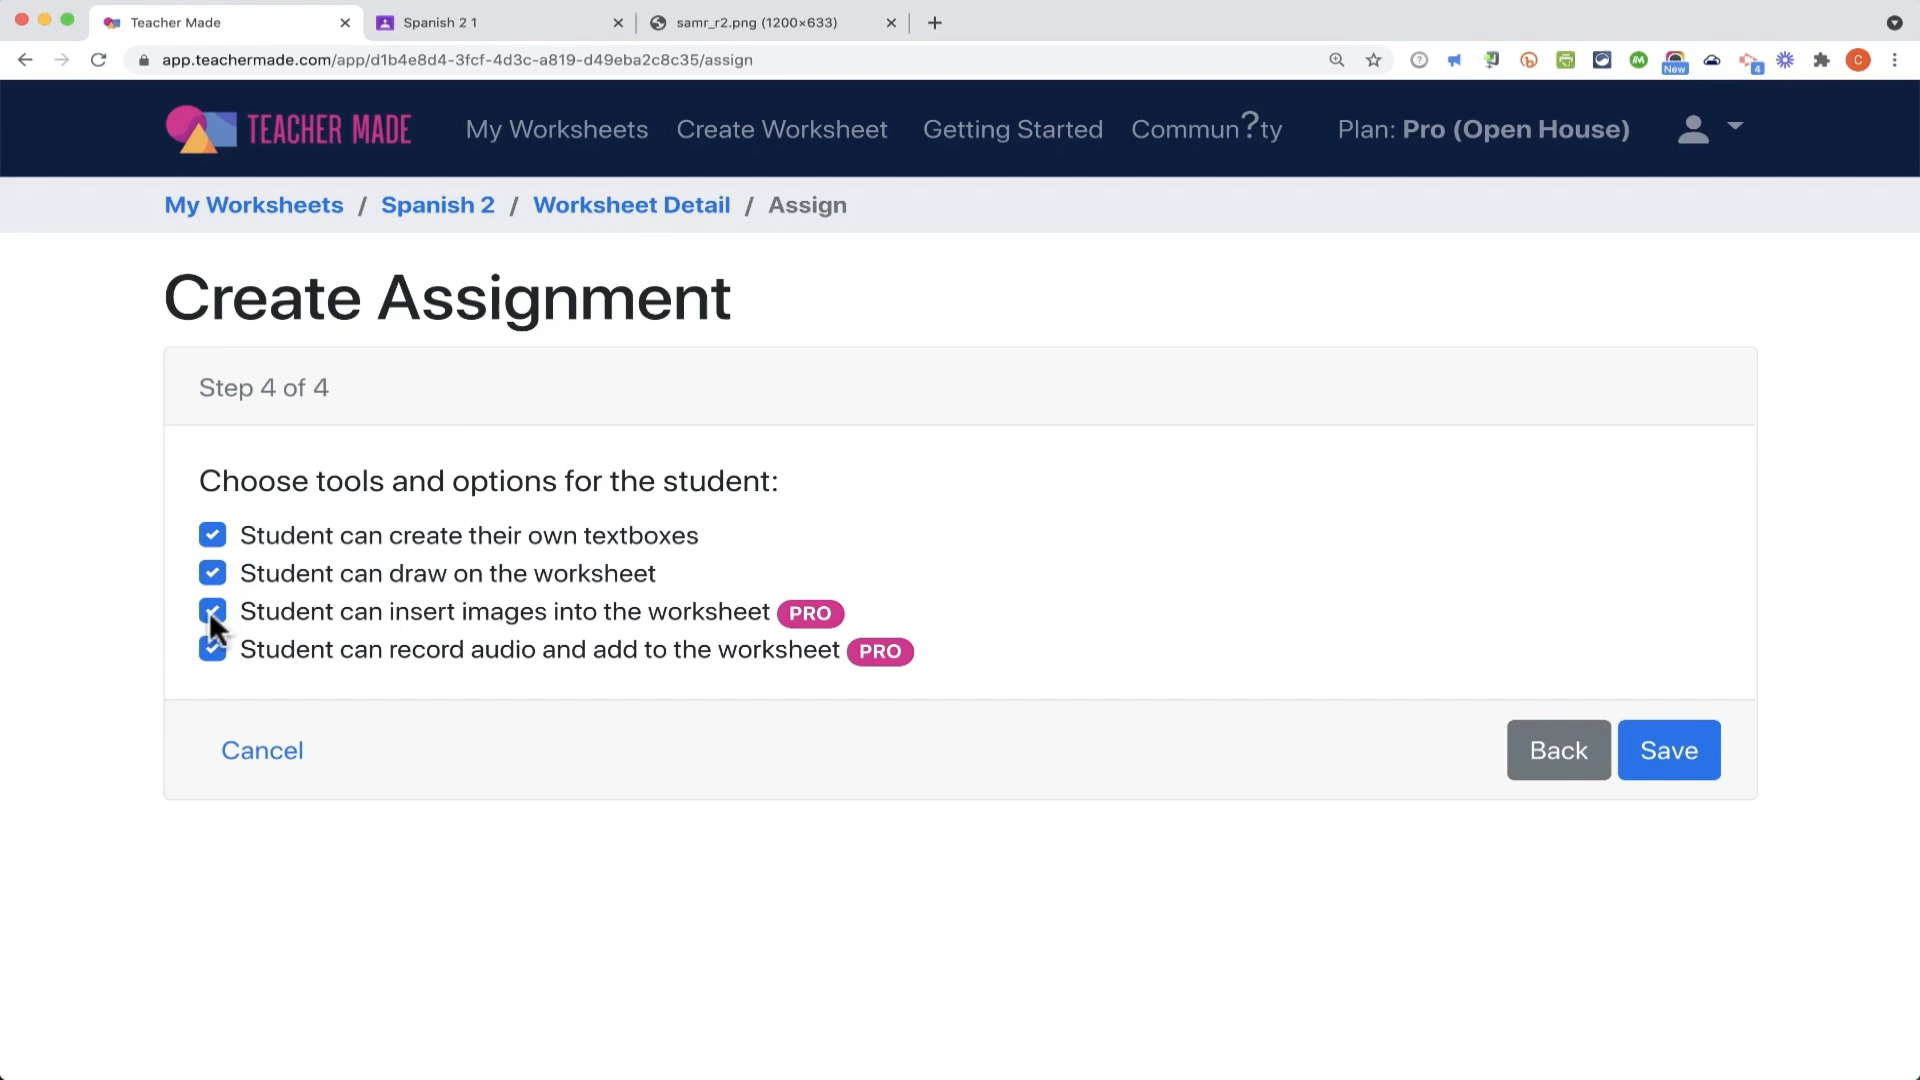 Teacher Made
Spanish 2 1
samr_r2.png (1200×633)
app.teachermade.com/app/d1b4e8d4-3fcf-4d3c-a819-d49eba2c8c35/assign
New
4
C
TEACHER MADE
My Worksheets
Create Worksheet
Getting Started
Commun?ty
Plan: Pro (Open House)
My Worksheets / Spanish 2 / Worksheet Detail / Assign
Create Assignment
Step 4 of 4
Choose tools and options for the student:
Student can create their own textboxes
Student can draw on the worksheet
Student can insert images into the worksheet PRO
Student can record audio and add to the worksheet PRO
Cancel
Back
Save